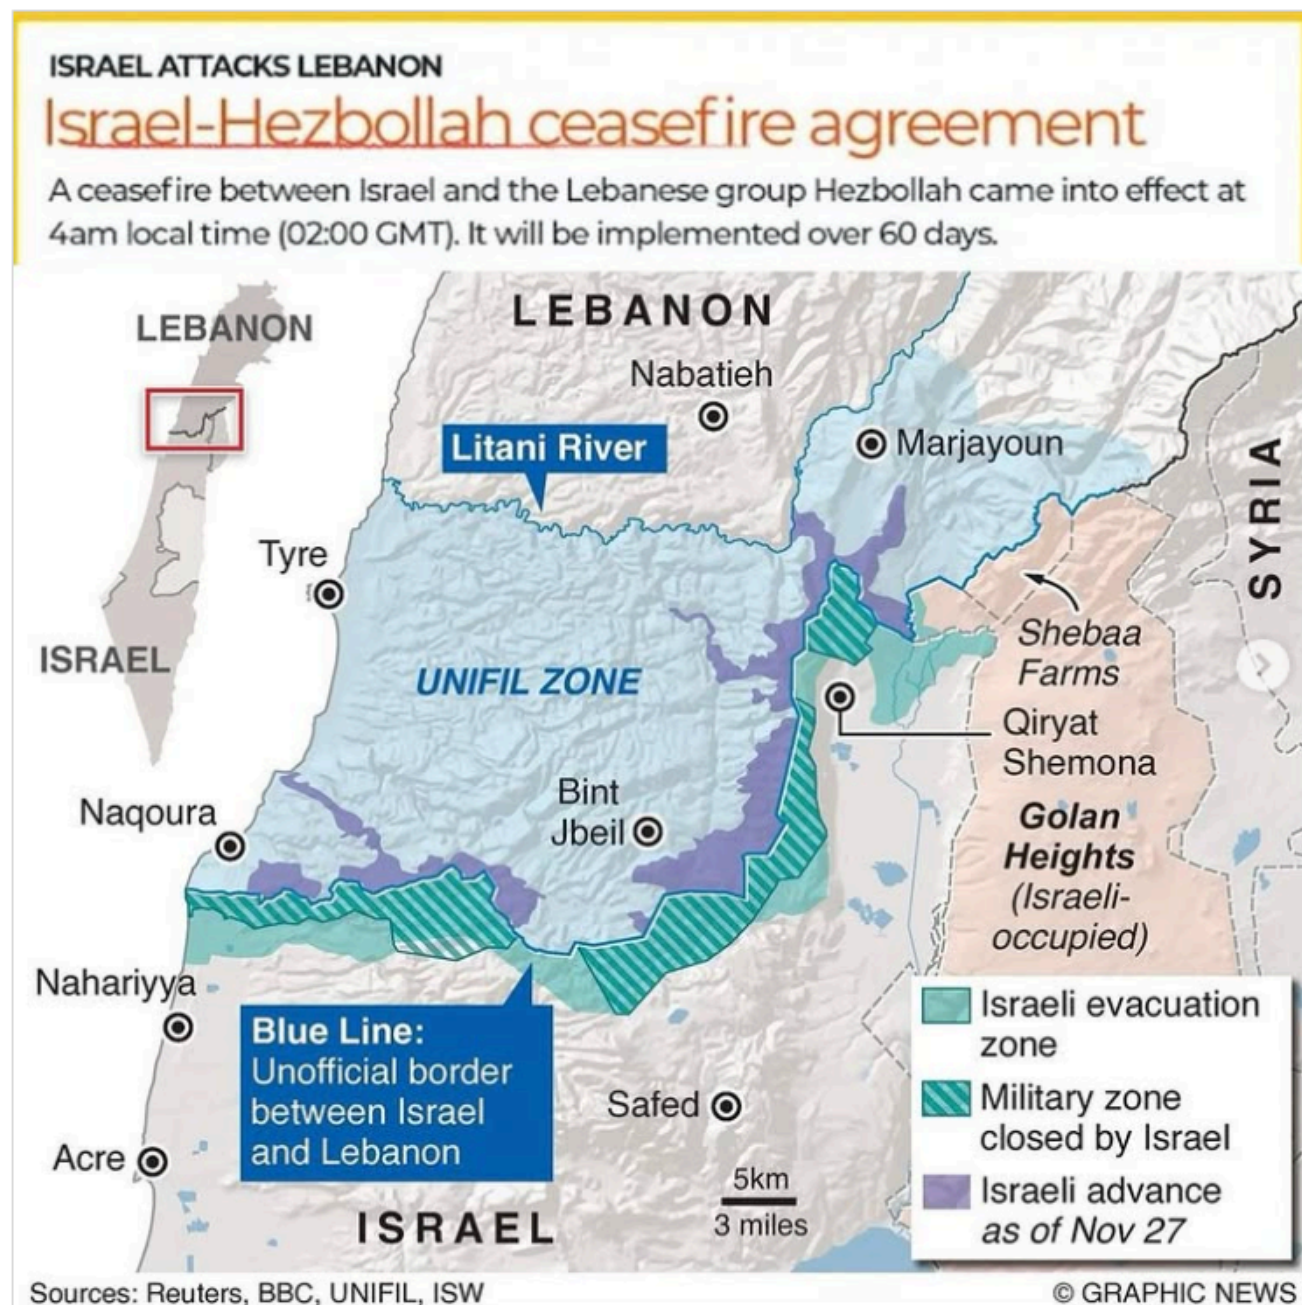 ISRAEL ATTACKS LEBANON
Israel-Hezbollah ceasefire agreement
A ceasefire between Israel and the Lebanese group Hezbollah came into effect at
4am local time (02:00 GMT). It will be implemented over 60 days.
LEBANON
LEBANON
Nabatieh
Litani River
Marjayoun
SYRIA
Tyre
ISRAEL
UNIFIL ZONE
Shebaa
Farms
Qiryat
Shemona
Naqoura
Bint
Jbeil
Golan
Heights
(Israeli-
occupied)
Nahariyya
Blue Line:
Unofficial border
between Israel
and Lebanon
Safed
Acre
5km
3 miles
ISRAEL
Israeli evacuation
zone
Military zone
closed by Israel
Israeli advance
as of Nov 27
Sources: Reuters, BBC, UNIFIL, ISW
© GRAPHIC NEWS